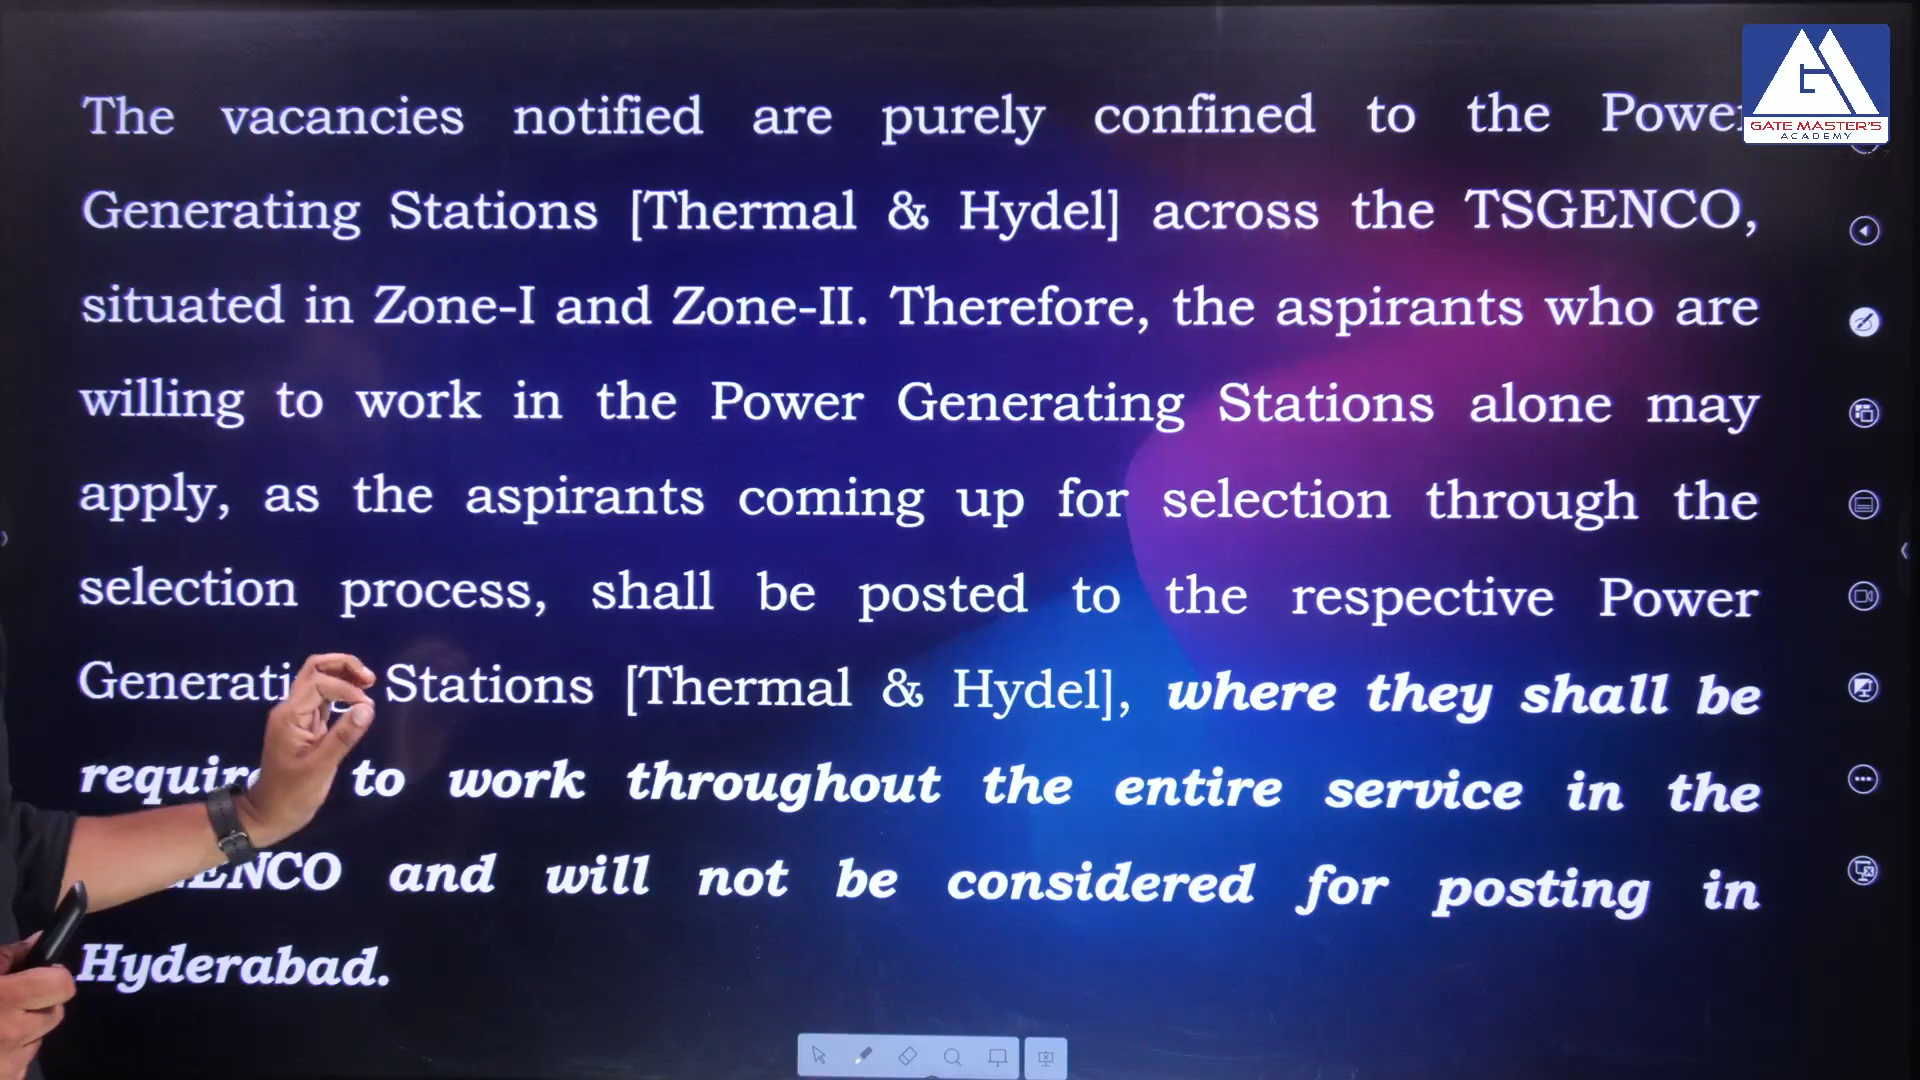 The vacancies notified are purely confined to the Power
Generating Stations [Thermal & Hydel] across the TSGENCO,
situated in Zone-I and Zone-II. Therefore, the aspirants who are
willing to work in the Power Generating Stations alone may
apply, as the aspirants coming up for selection through the
selection process, shall be posted to the respective Power
Stations [Thermal & Hydel], where they shall be
to work throughout the entire service in the
and will not be considered for posting in
Hyderabad.
GATE MASTER'S
ACADEMY